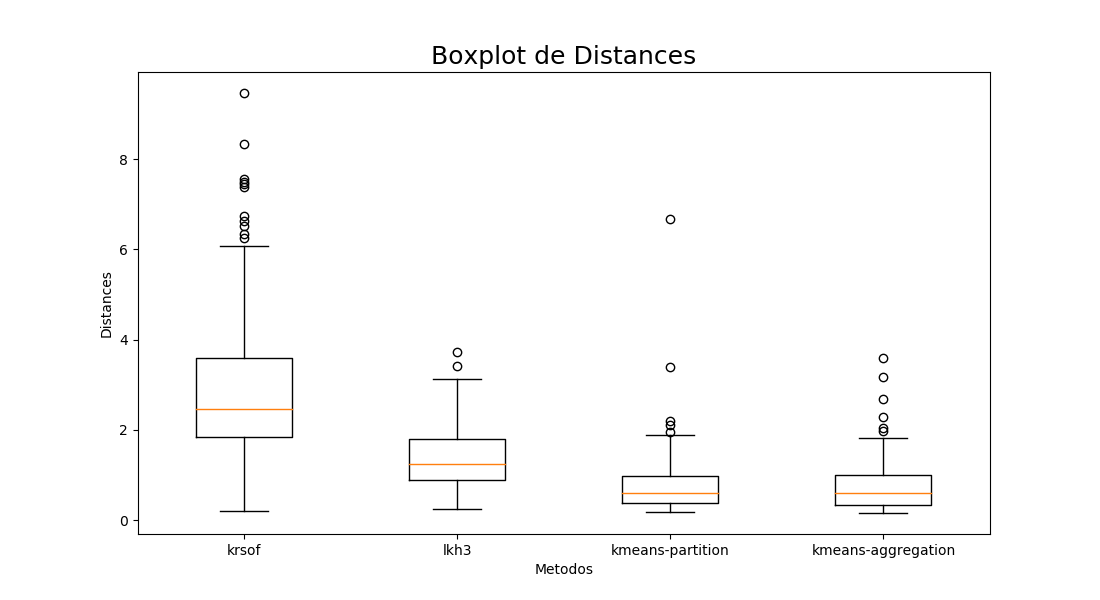 Boxplot de Distances
Distances
8
6
4
2
0
krsof
lkh3
kmeans-partition
kmeans-aggregation
Metodos